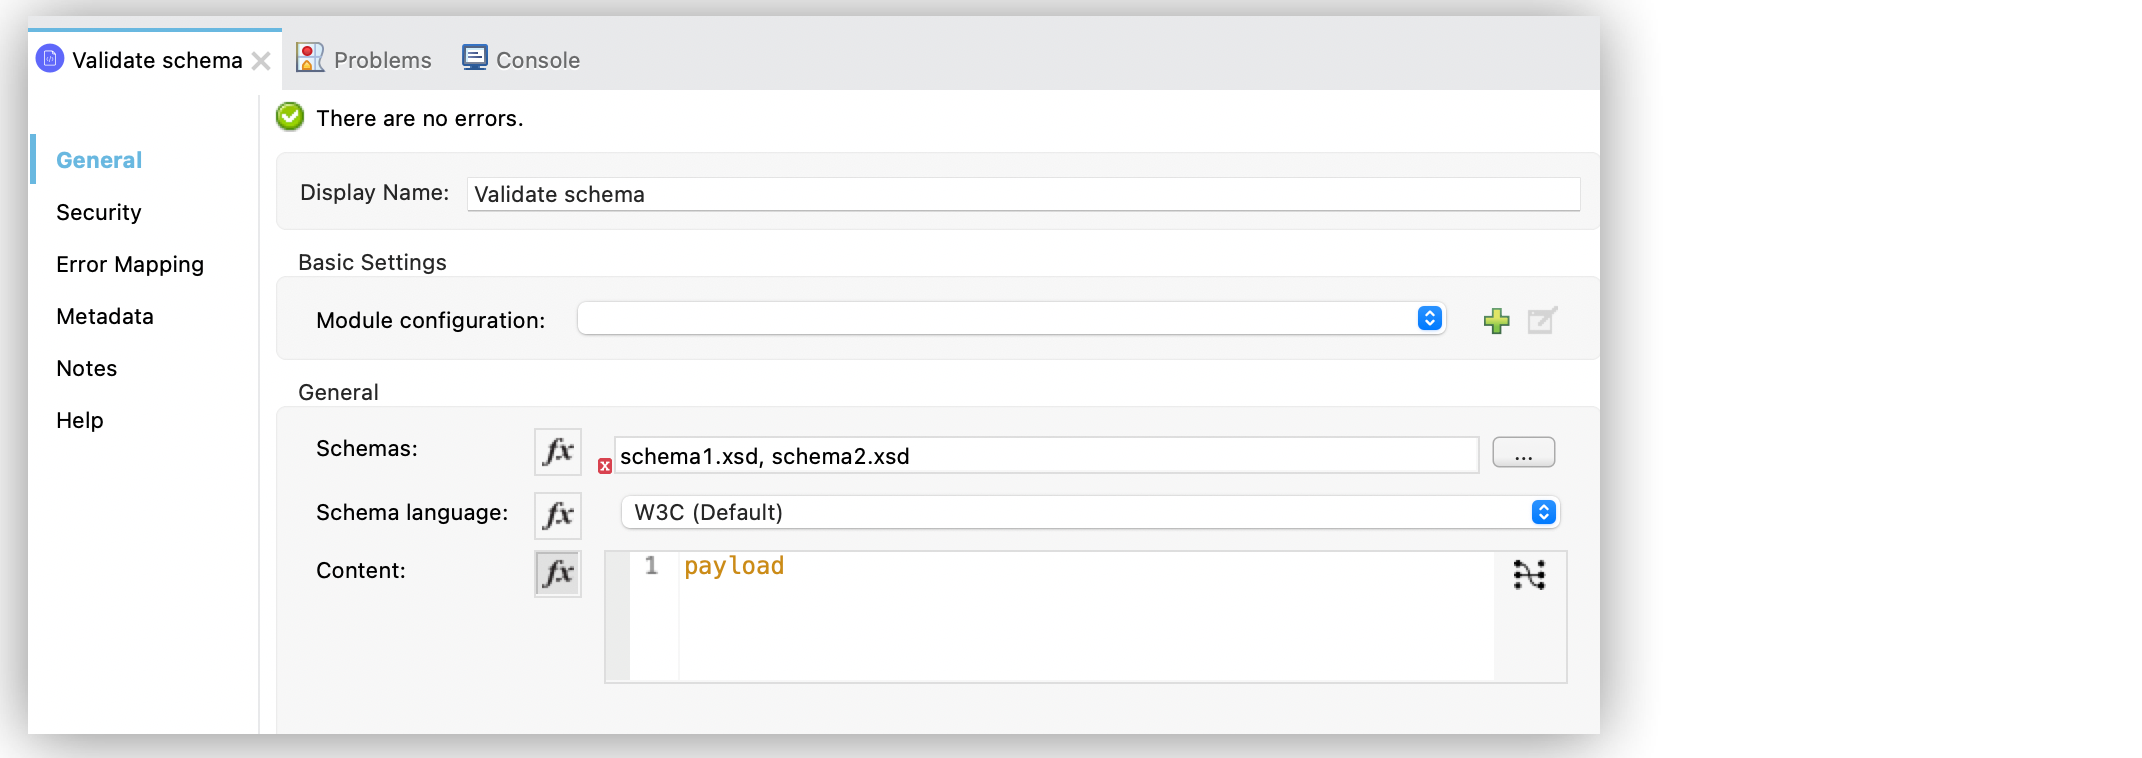 Validate schema
Problems
Console
There are no errors.
General
Security
Error Mapping
Metadata
Notes
Help
Display Name: Validate schema
Basic Settings
Module configuration:
General
Schemas: fx schema1.xsd, schema2.xsd ...
Schema language: fx W3C (Default)
Content: fx 1 payload